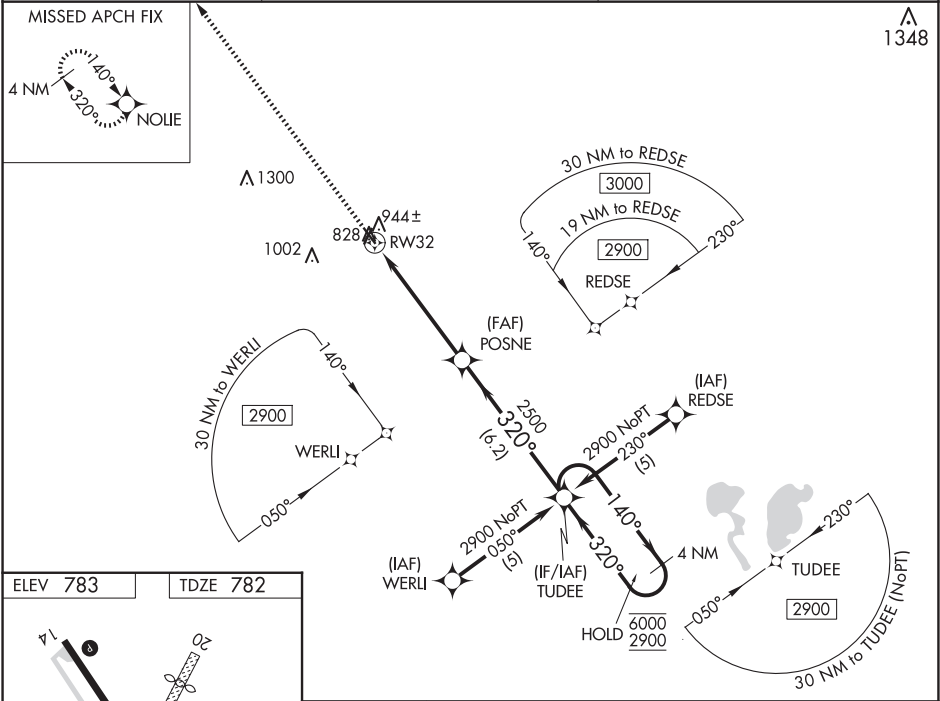 MISSED APCH FIX
4 NM
140°
320°
NOLIE
1348
1300
944±
828
RW32
1002
30 NM to REDSE
3000
19 NM to REDSE
2900
140°
230°
REDSE
(FAF)
POSNE
30 NM to WERLI
140°
2900
WERLI
050°
2500
320°
(6.2)
(IAF)
REDSE
2900 NoPT
230°
(5)
2900 NoPT
050°
(5)
(IAF)
WERLI
(IF/IAF)
TUDEE
140°
320°
4 NM
HOLD
6000
2900
230°
TUDEE
050°
2900
30 NM to TUDEE (NoPT)
ELEV 783
TDZE 782
14
P
20